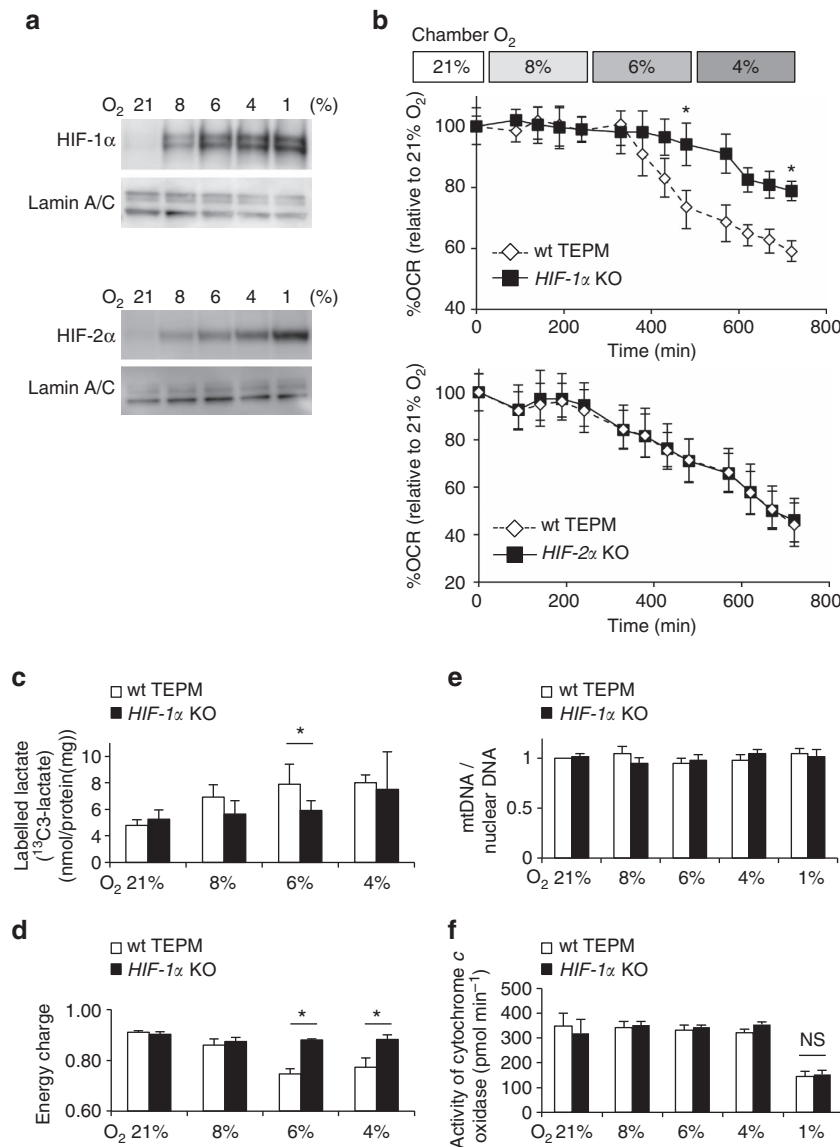 a
O2 21 8 6 4 1 (%)
HIF-1α
Lamin A/C
O2 21 8 6 4 1 (%)
HIF-2α
Lamin A/C
b
Chamber O2
21% 8% 6% 4%
%OCR (relative to 21% O2)
100
80
60
40
*
*
wt TEPM
HIF-1α KO
0 200 400 600 800
Time (min)
%OCR (relative to 21% O2)
100
80
60
40
20
wt TEPM
HIF-2α KO
0 200 400 600 800
Time (min)
c
wt TEPM
HIF-1α KO
Labelled lactate
(13C3-lactate)
(nmol/protein(mg))
10
8
6
4
0
*
O2 21% 8% 6% 4%
d
wt TEPM
HIF-1α KO
Energy charge
1.00
0.80
0.60
*
*
O2 21% 8% 6% 4%
e
wt TEPM
HIF-1α KO
mtDNA /
nuclear DNA
1
0.5
0
O2 21% 8% 6% 4% 1%
f
wt TEPM
HIF-1α KO
Activity of cytochrome c
oxidase (pmol min−1)
500
400
300
200
100
0
NS
O2 21% 8% 6% 4% 1%